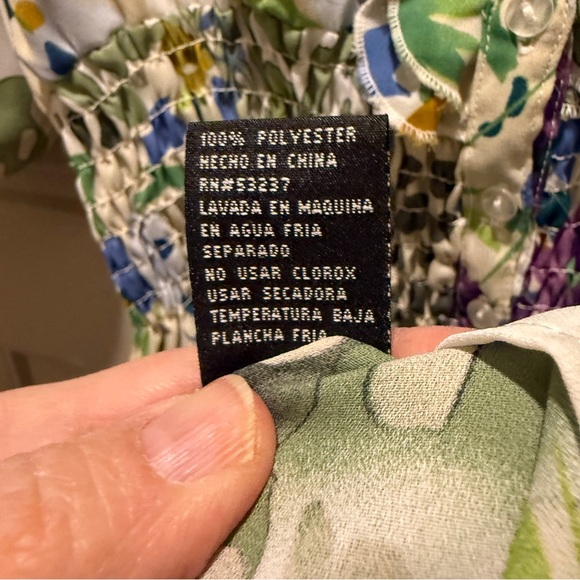 100% POLYESTER
HECHO EN CHINA
RN#53237
LAVADA EN MAQUINA
EN AGUA FRIA
SEPARADO
NO USAR CLOROX
USAR SECADORA
TEMPERATURA BAJA
PLANCHA FRIA